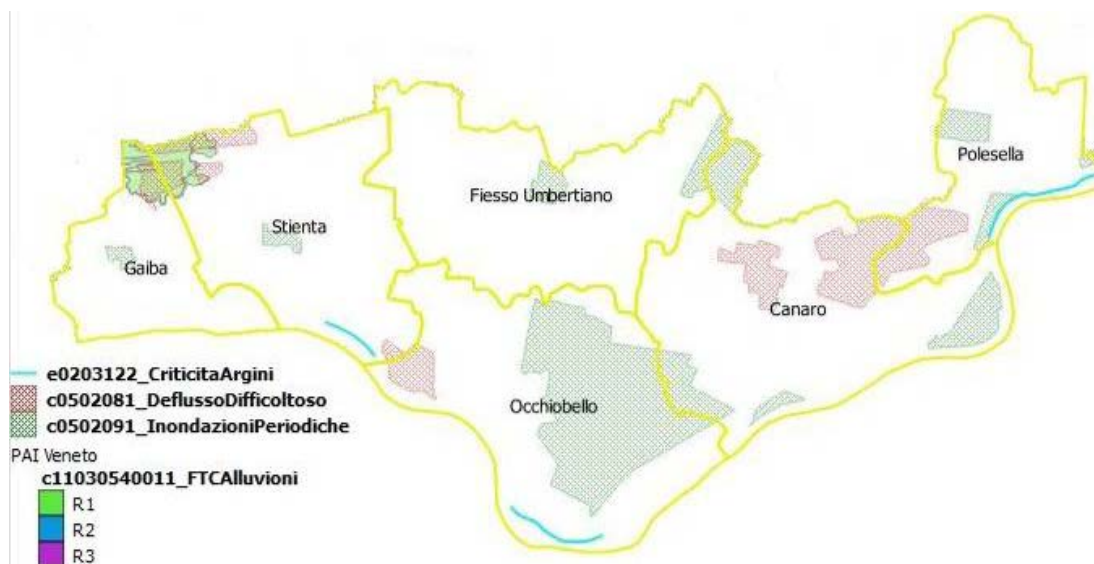 Polesella
Fiesso Umbertiano
Stienta
Gaiba
Canaro
Occhiobello
e0203122_CriticitaArgini
c0502081_DeflussoDifficoltoso
c0502091_InondazioniPeriodiche
PAI Veneto
c11030540011_FTCAlluvioni
R1
R2
R3